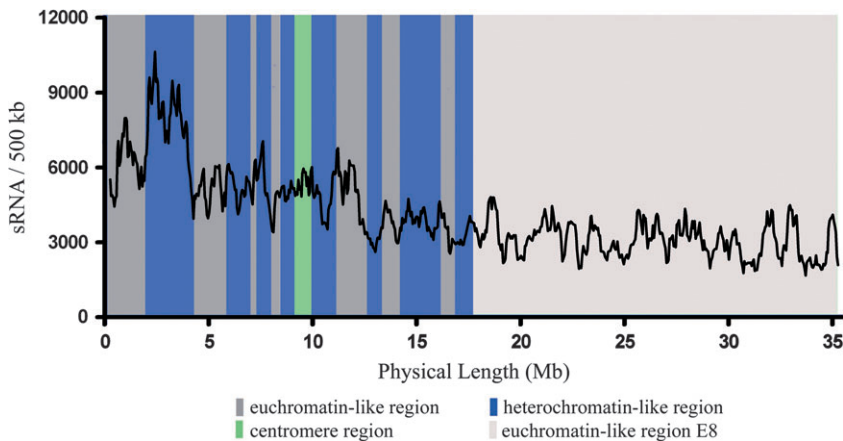 12000
9000
6000
3000
0
sRNA / 500 kb
0 5 10 15 20 25 30 35
Physical Length (Mb)
euchromatin-like region
heterochromatin-like region
centromere region
euchromatin-like region E8